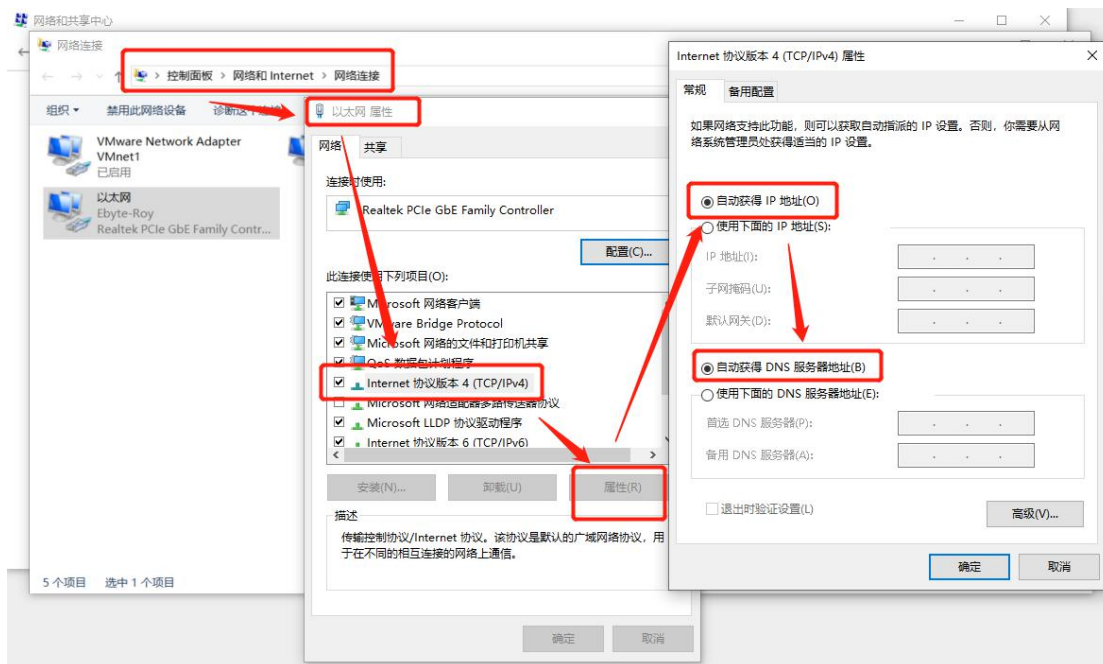 网络和共享中心
网络连接
控制面板 > 网络和 Internet > 网络连接
组织 禁用此网络设备 诊断这个连接
VMware Network Adapter
VMnet1
已启用
以太网
Ebyte-Roy
Realtek PCIe GbE Family Contr...
5 个项目 选中 1 个项目
以太网 属性
网络 共享
连接时使用:
Realtek PCIe GbE Family Controller
配置(C)...
此连接使用下列项目(O):
Microsoft 网络客户端
VMware Bridge Protocol
Microsoft 网络的文件和打印机共享
QoS 数据包计划程序
Internet 协议版本 4 (TCP/IPv4)
Microsoft 网络适配器多路传送器协议
Microsoft LLDP 协议驱动程序
Internet 协议版本 6 (TCP/IPv6)
安装(N)... 卸载(U) 属性(R)
描述
传输控制协议/Internet 协议。该协议是默认的广域网络协议，用
于在不同的相互连接的网络上通信。
确定 取消
Internet 协议版本 4 (TCP/IPv4) 属性
常规 备用配置
如果网络支持此功能，则可以获取自动指派的 IP 设置。否则，你需要从网
络系统管理员处获得适当的 IP 设置。
自动获得 IP 地址(O)
使用下面的 IP 地址(S):
IP 地址(I):
子网掩码(U):
默认网关(D):
自动获得 DNS 服务器地址(B)
使用下面的 DNS 服务器地址(E):
首选 DNS 服务器(P):
备用 DNS 服务器(A):
退出时验证设置(L)
高级(V)...
确定 取消